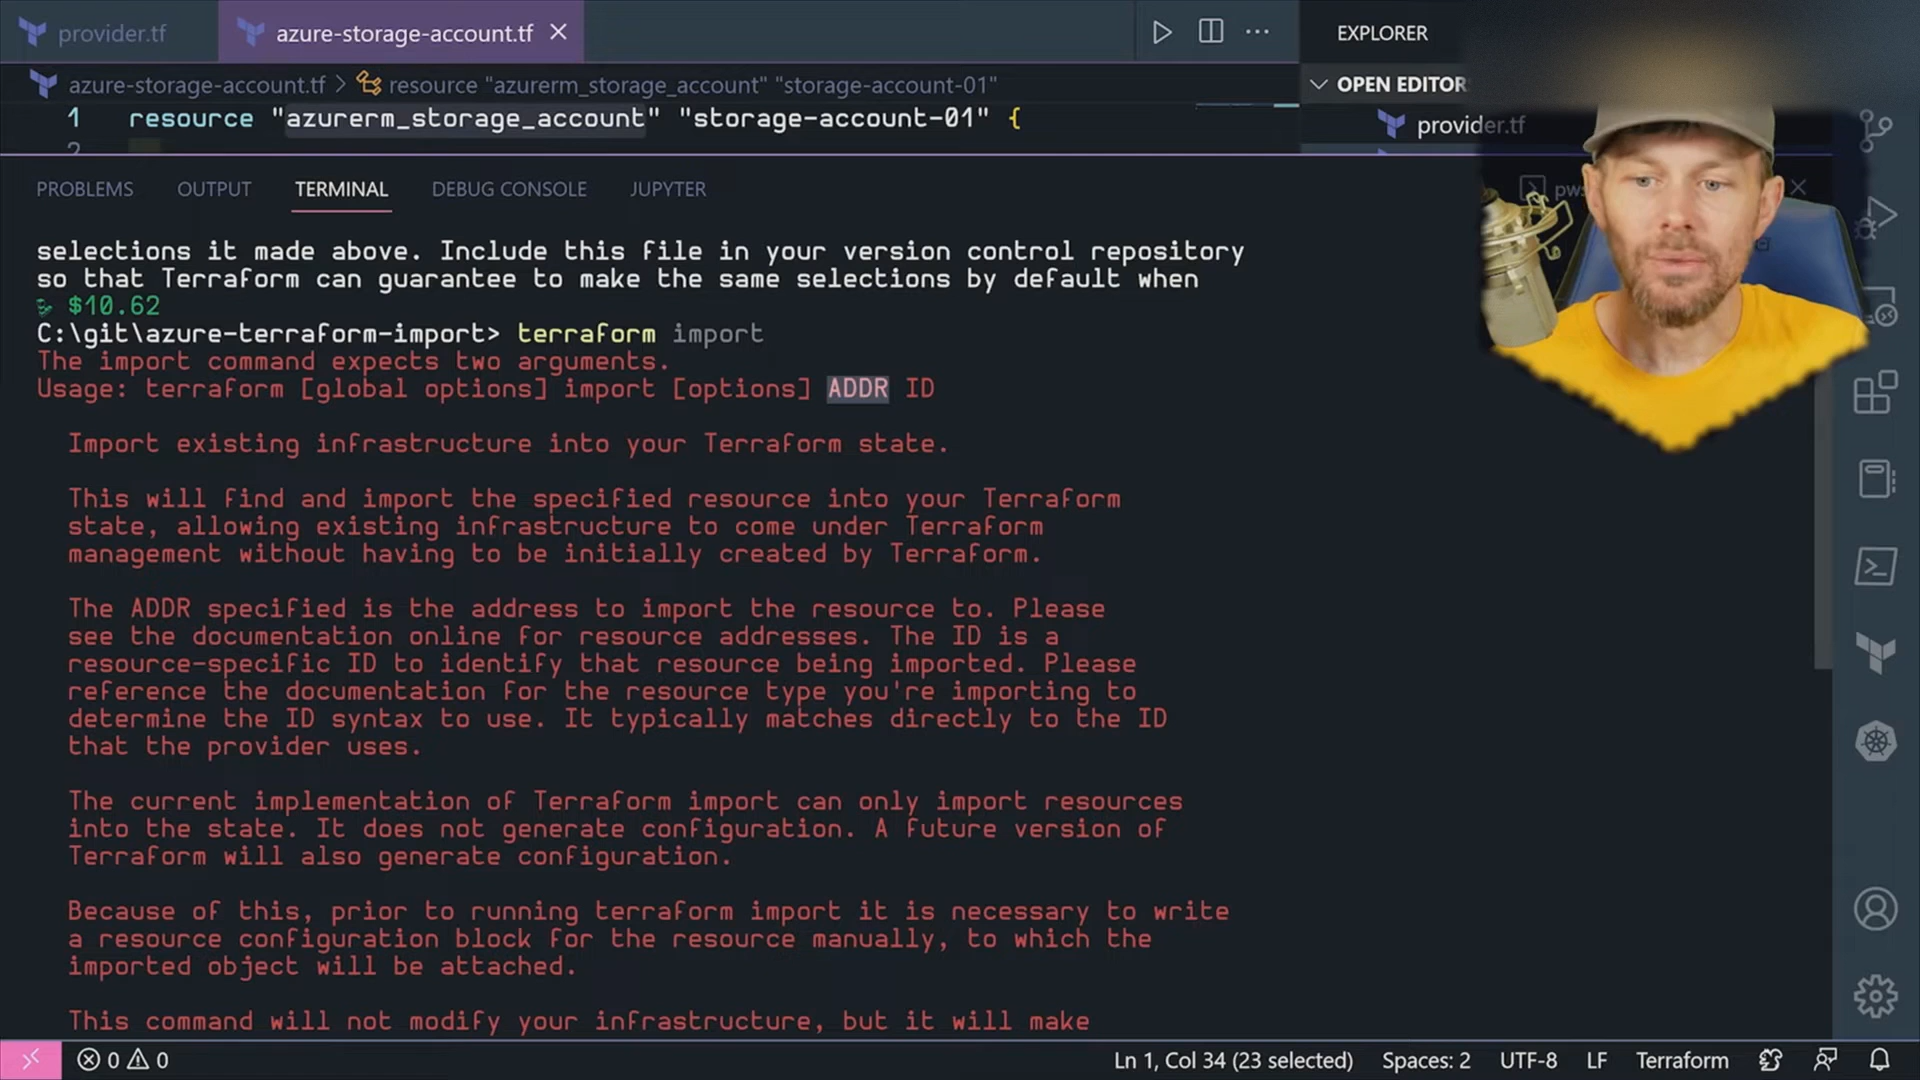 provider.tf
azure-storage-account.tf
EXPLORER
azure-storage-account.tf > resource "azurerm_storage_account" "storage-account-01"
OPEN EDITOR
1 resource "azurerm_storage_account" "storage-account-01" {
provider.tf
2
PROBLEMS OUTPUT TERMINAL DEBUG CONSOLE JUPYTER
selections it made above. Include this file in your version control repository
so that Terraform can guarantee to make the same selections by default when
$10.62
C:\git\azure-terraform-import> terraform import
The import command expects two arguments.
Usage: terraform [global options] import [options] ADDR ID
Import existing infrastructure into your Terraform state.
This will find and import the specified resource into your Terraform
state, allowing existing infrastructure to come under Terraform
management without having to be initially created by Terraform.
The ADDR specified is the address to import the resource to. Please
see the documentation online for resource addresses. The ID is a
resource-specific ID to identify that resource being imported. Please
reference the documentation for the resource type you're importing to
determine the ID syntax to use. It typically matches directly to the ID
that the provider uses.
The current implementation of Terraform import can only import resources
into the state. It does not generate configuration. A future version of
Terraform will also generate configuration.
Because of this, prior to running terraform import it is necessary to write
a resource configuration block for the resource manually, to which the
imported object will be attached.
This command will not modify your infrastructure, but it will make
0 0
Ln 1, Col 34 (23 selected) Spaces: 2 UTF-8 LF Terraform